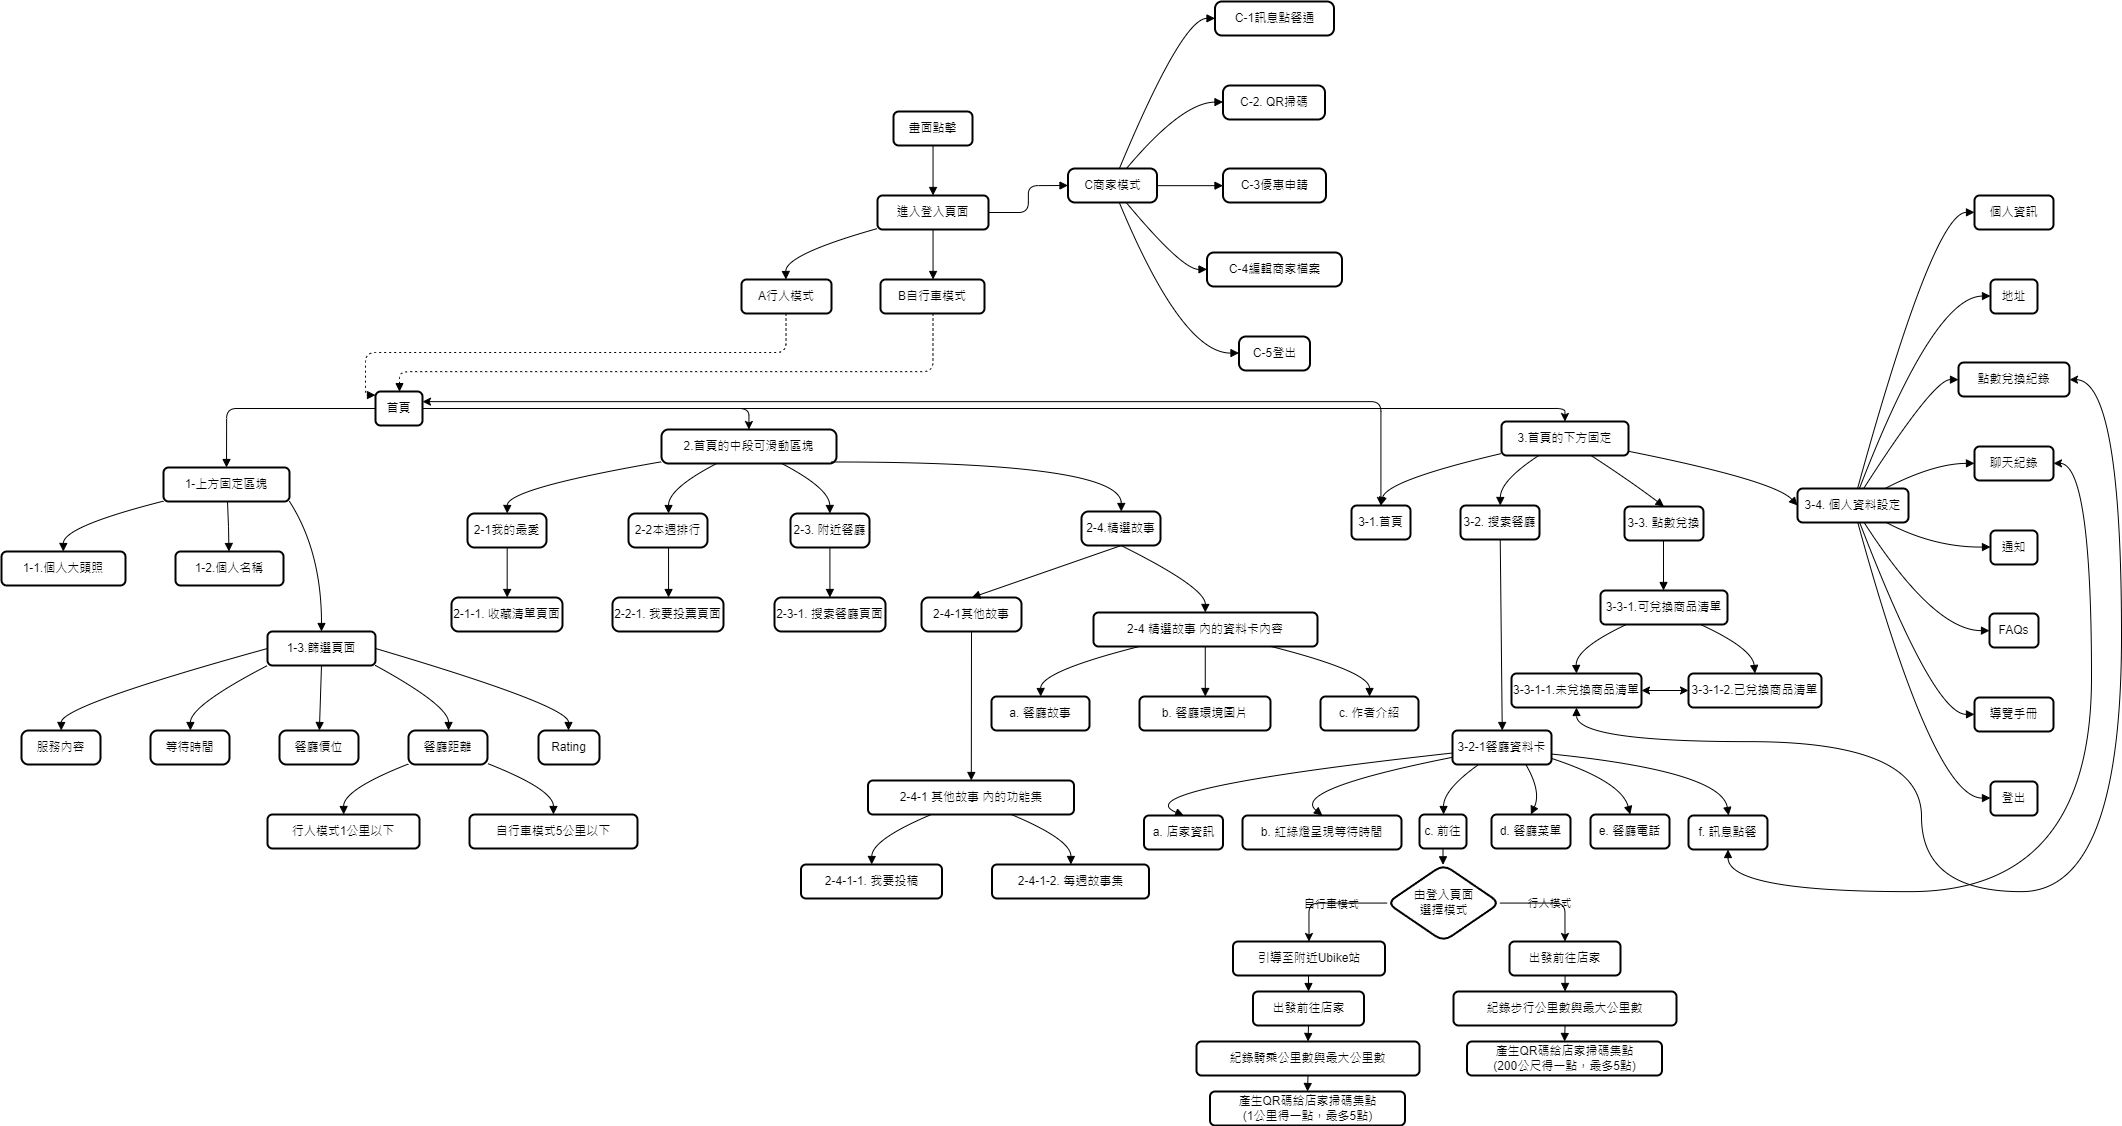 C-1訊息點餐通
C-2. QR掃碼
畫面點擊
C商家模式
C-3優惠申請
進入登入頁面
個人資訊
C-4編輯商家檔案
A行人模式
B自行車模式
地址
C-5登出
點數兌換紀錄
首頁
2.首頁的中段可滑動區塊
3.首頁的下方固定
聊天紀錄
1-上方固定區塊
3-4. 個人資料設定
2-1我的最愛
2-2本週排行
2-3. 附近餐廳
2-4.精選故事
3-1.首頁
3-2. 搜索餐廳
3-3. 點數兌換
通知
1-1.個人大頭照
1-2.個人名稱
2-1-1. 收藏清單頁面
2-2-1. 我要投票頁面
2-3-1. 搜索餐廳頁面
2-4-1其他故事
2-4 精選故事 內的資料卡內容
3-3-1.可兌換商品清單
FAQs
1-3.篩選頁面
3-3-1-1.未兌換商品清單
3-3-1-2.已兌換商品清單
a. 餐廳故事
b. 餐廳環境圖片
c. 作者介紹
導覽手冊
服務內容
等待時間
餐廳價位
餐廳距離
Rating
3-2-1餐廳資料卡
2-4-1 其他故事 內的功能集
登出
行人模式1公里以下
自行車模式5公里以下
a. 店家資訊
b. 紅綠燈呈現等待時間
c. 前往
d. 餐廳菜單
e. 餐廳電話
f. 訊息點餐
2-4-1-1. 我要投稿
2-4-1-2. 每週故事集
由登入頁面
選擇模式
自行車模式
行人模式
引導至附近Ubike站
出發前往店家
出發前往店家
紀錄步行公里數與最大公里數
紀錄騎乘公里數與最大公里數
產生QR碼給店家掃碼集點
(200公尺得一點，最多5點)
產生QR碼給店家掃碼集點
(1公里得一點，最多5點)